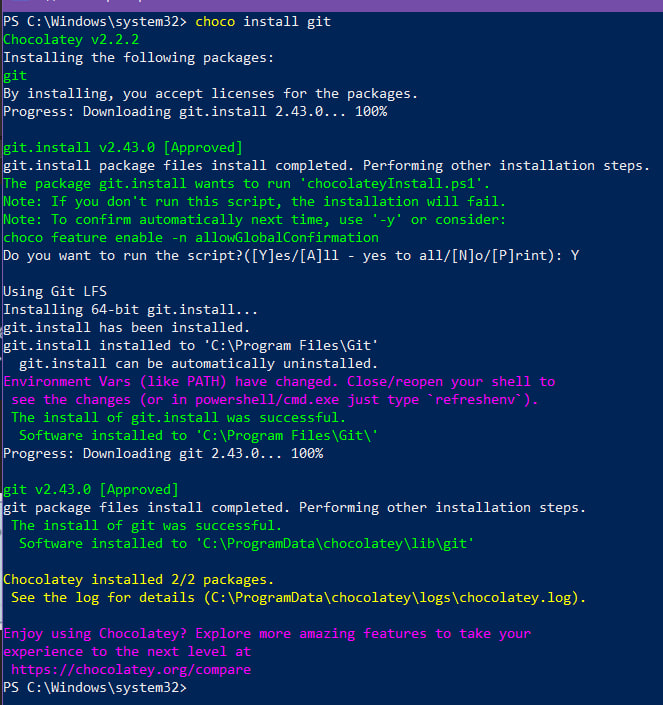 PS C:\Windows\system32> choco install git
Chocolatey v2.2.2
Installing the following packages:
git
By installing, you accept licenses for the packages.
Progress: Downloading git.install 2.43.0... 100%
git.install v2.43.0 [Approved]
git.install package files install completed. Performing other installation steps.
The package git.install wants to run 'chocolateyInstall.ps1'.
Note: If you don't run this script, the installation will fail.
Note: To confirm automatically next time, use '-y' or consider:
choco feature enable -n allowGlobalConfirmation
Do you want to run the script?([Y]es/[A]ll - yes to all/[N]o/[P]rint): Y
Using Git LFS
Installing 64-bit git.install...
git.install has been installed.
git.install installed to 'C:\Program Files\Git'
  git.install can be automatically uninstalled.
Environment Vars (like PATH) have changed. Close/reopen your shell to
 see the changes (or in powershell/cmd.exe just type `refreshenv`).
 The install of git.install was successful.
  Software installed to 'C:\Program Files\Git\'
Progress: Downloading git 2.43.0... 100%
git v2.43.0 [Approved]
git package files install completed. Performing other installation steps.
 The install of git was successful.
  Software installed to 'C:\ProgramData\chocolatey\lib\git'
Chocolatey installed 2/2 packages.
 See the log for details (C:\ProgramData\chocolatey\logs\chocolatey.log).
Enjoy using Chocolatey? Explore more amazing features to take your
experience to the next level at
 https://chocolatey.org/compare
PS C:\Windows\system32>